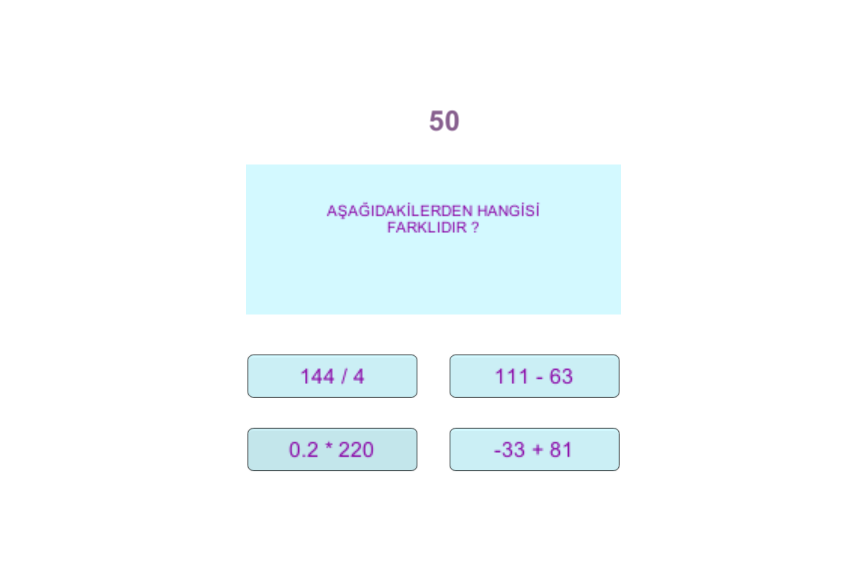 50
AŞAĞIDAKİLERDEN HANGİSİ
FARKLIDIR ?
144 / 4
111 - 63
0.2 * 220
-33 + 81